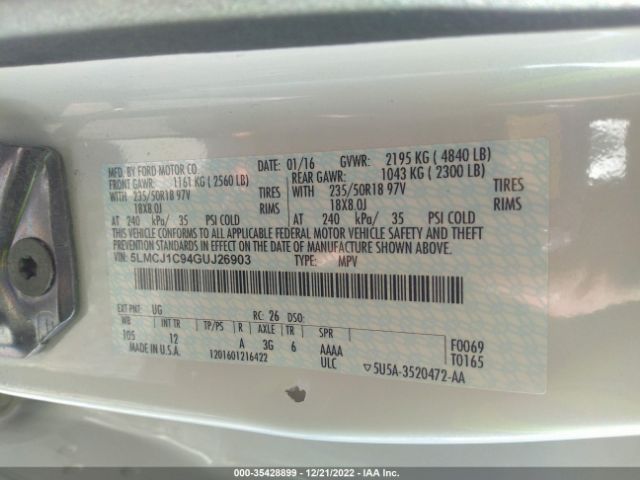 MFD. BY FORD MOTOR CO. DATE: 01/16 GVWR: 2195 KG ( 4840 LB)
FRONT GAWR: 1161 KG ( 2560 LB) REAR GAWR: 1043 KG ( 2300 LB)
WITH 235/50R18 97V TIRES WITH 235/50R18 97V TIRES
18X8.0J RIMS 18X8.0J RIMS
AT 240 kPa/ 35 PSI COLD AT 240 kPa/ 35 PSI COLD
THIS VEHICLE CONFORMS TO ALL APPLICABLE FEDERAL MOTOR VEHICLE SAFETY AND THEFT
PREVENTION STANDARDS IN EFFECT ON THE DATE OF MANUFACTURE SHOWN ABOVE.
VIN: 5LMCJ1C94GUJ26903 TYPE: MPV
EXT PNT: UG RC: 26 DSO:
WB INT TR TP/PS R AXLE TR SPR
105 12 A 3G 6 AAAA F0069
MADE IN U.S.A. 1201601216422 ULC T0165
▽5U5A-3520472-AA
000-35428899 - 12/21/2022 - IAA Inc.